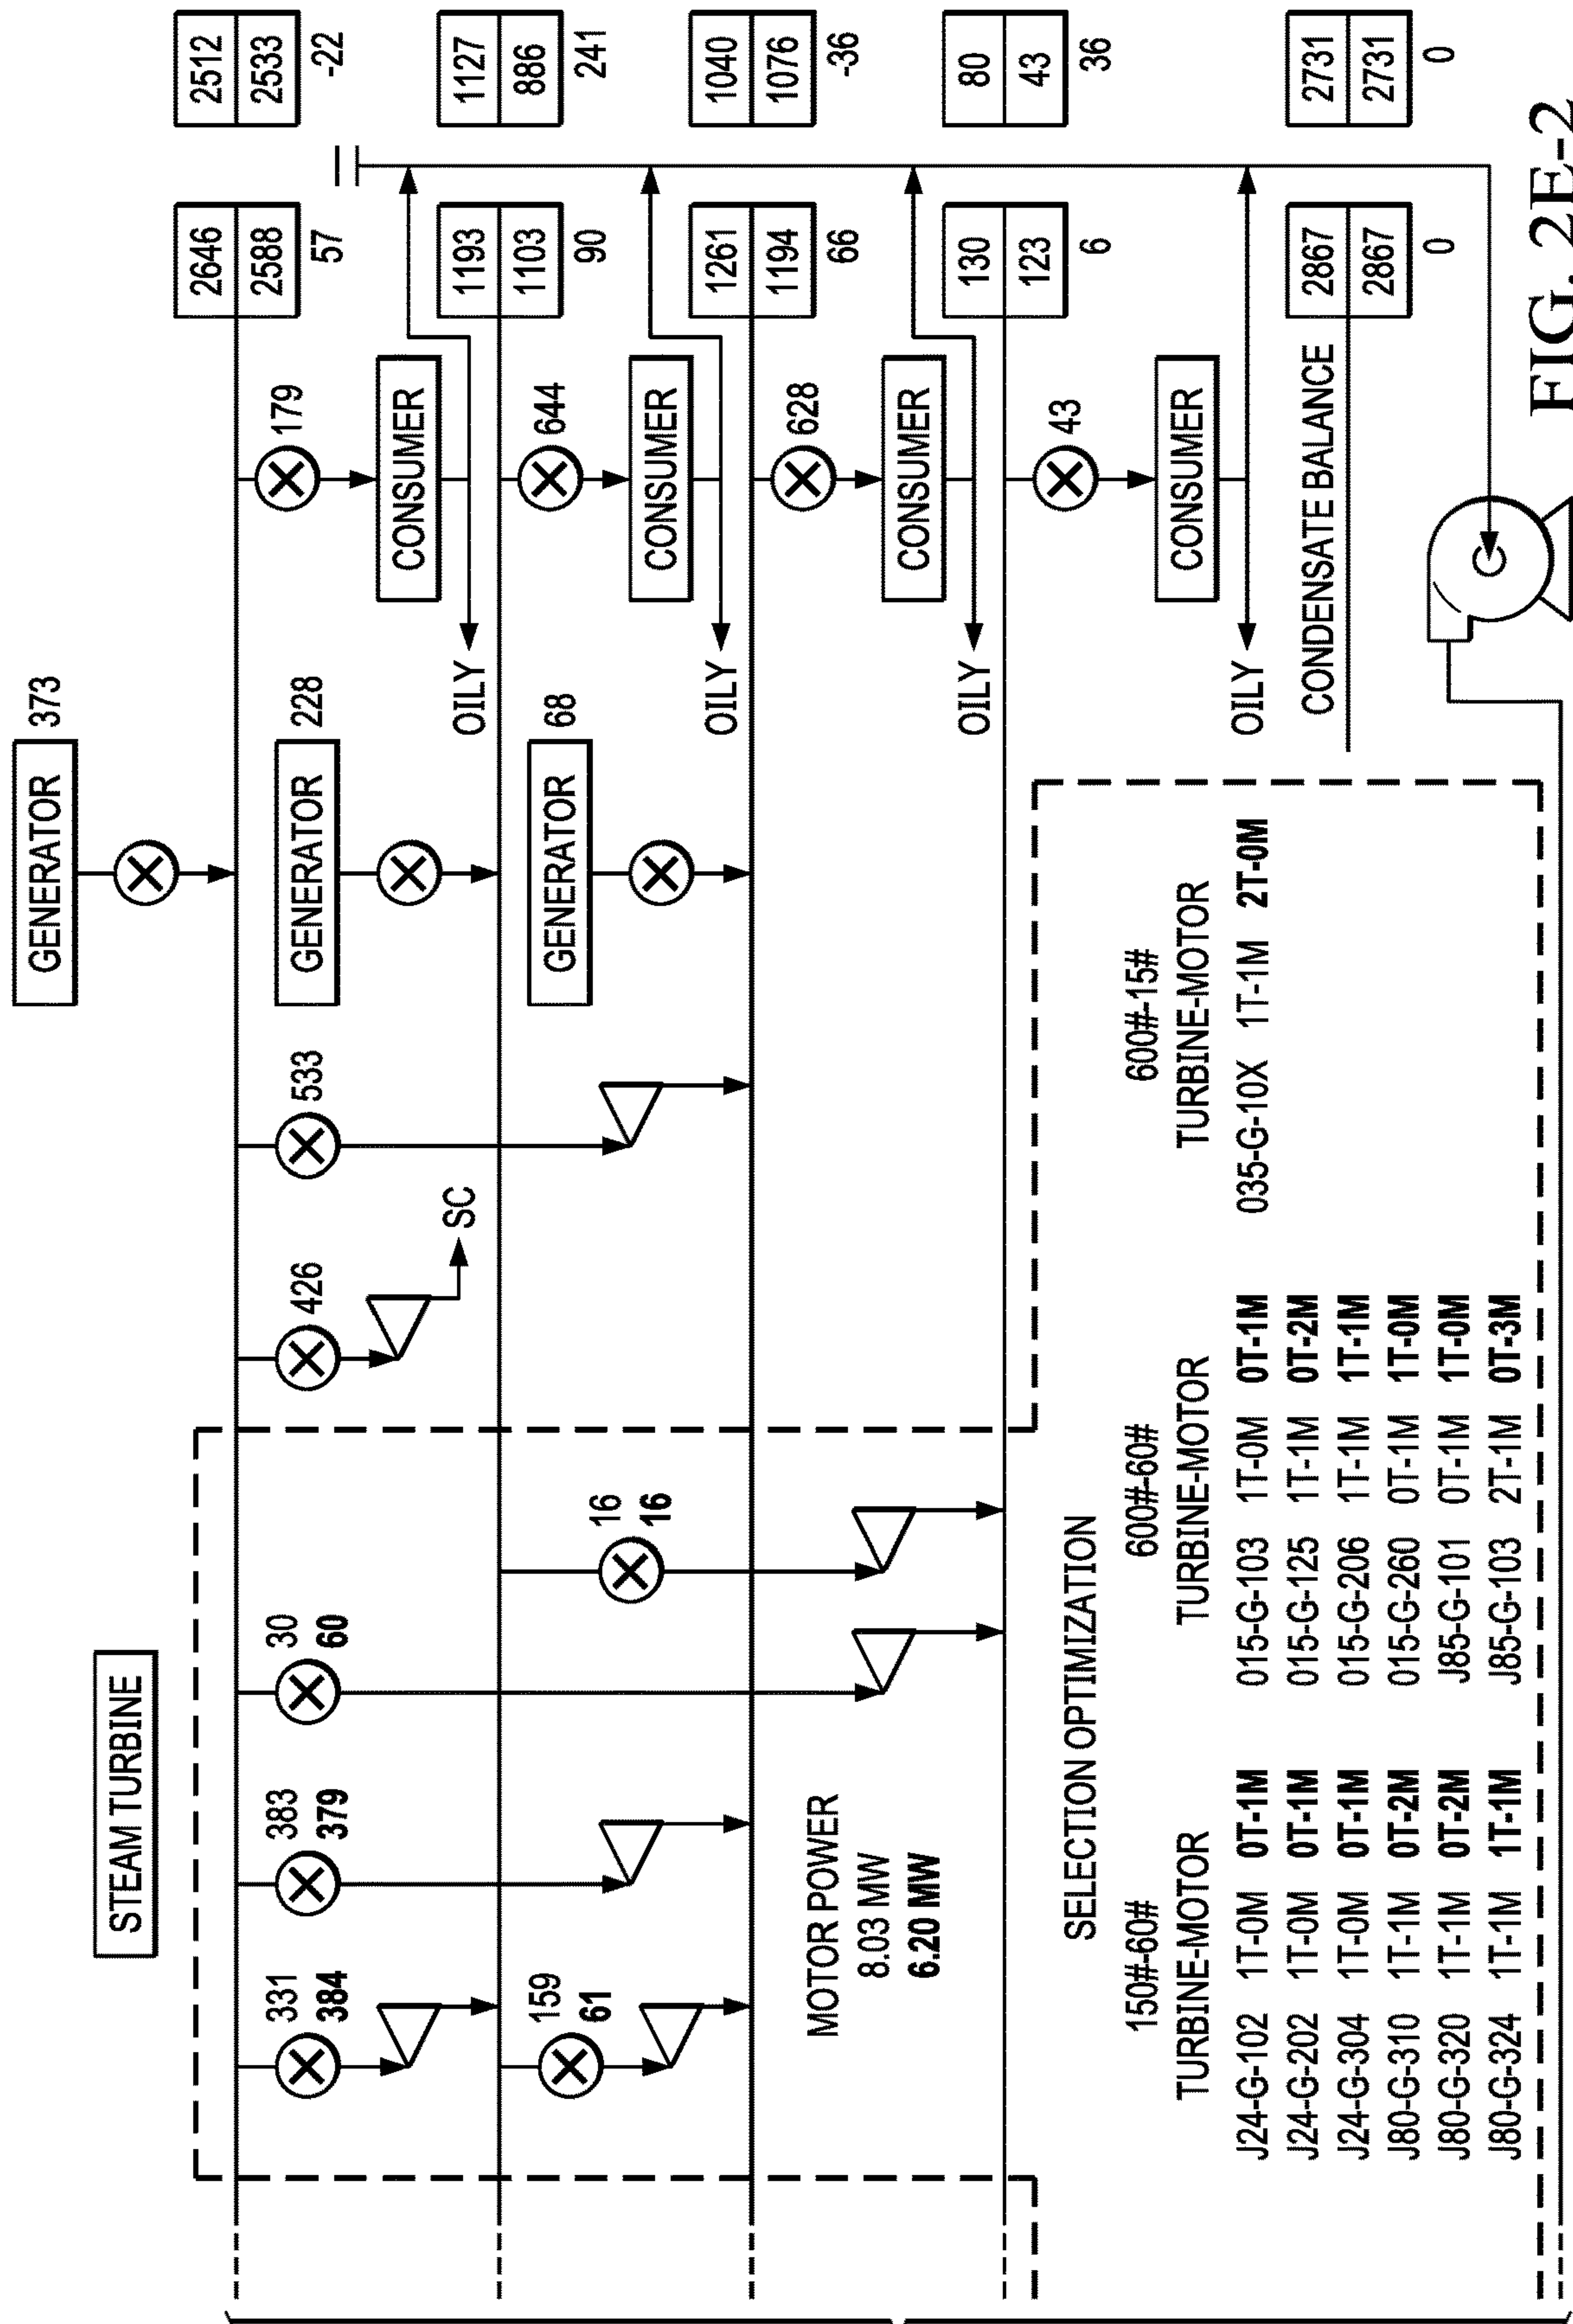 GENERATOR 373
STEAM TURBINE
2646 2512
2588 2533
57 -22
331 383 30 426 533
384 379 60
GENERATOR 228
179
CONSUMER
SC
OILY
1193 1127
1103 886
90 241
159 16
61 16
GENERATOR 68
644
CONSUMER
OILY
1261 1040
1194 1076
66 -36
628
MOTOR POWER
8.03 MW
6.20 MW
CONSUMER
OILY
130 80
123 43
6 36
43
SELECTION OPTIMIZATION
CONSUMER
OILY
150#-60# 600#-60# 600#-15#
TURBINE-MOTOR TURBINE-MOTOR TURBINE-MOTOR
J24-G-102 1T-0M 0T-1M 015-G-103 1T-0M 0T-1M 035-G-10X 1T-1M 2T-0M
J24-G-202 1T-0M 0T-1M 015-G-125 1T-1M 0T-2M
J24-G-304 1T-0M 0T-1M 015-G-206 1T-1M 1T-1M
J80-G-310 1T-1M 0T-2M 015-G-260 0T-1M 1T-0M
J80-G-320 1T-1M 0T-2M J85-G-101 0T-1M 1T-0M
J80-G-324 1T-1M 1T-1M J85-G-103 2T-1M 0T-3M
CONDENSATE BALANCE
2867 2731
2867 2731
0 0
FIG. 2E-2